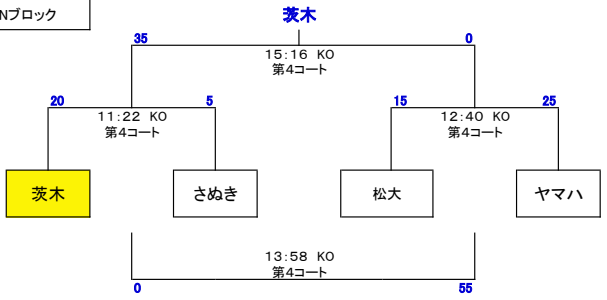 Nブロック
茨木
35 0
15:16 KO
第4コート
20 5 15 25
11:22 KO 12:40 KO
第4コート 第4コート
茨木 さぬき 松大 ヤマハ
13:58 KO
第4コート
0 55